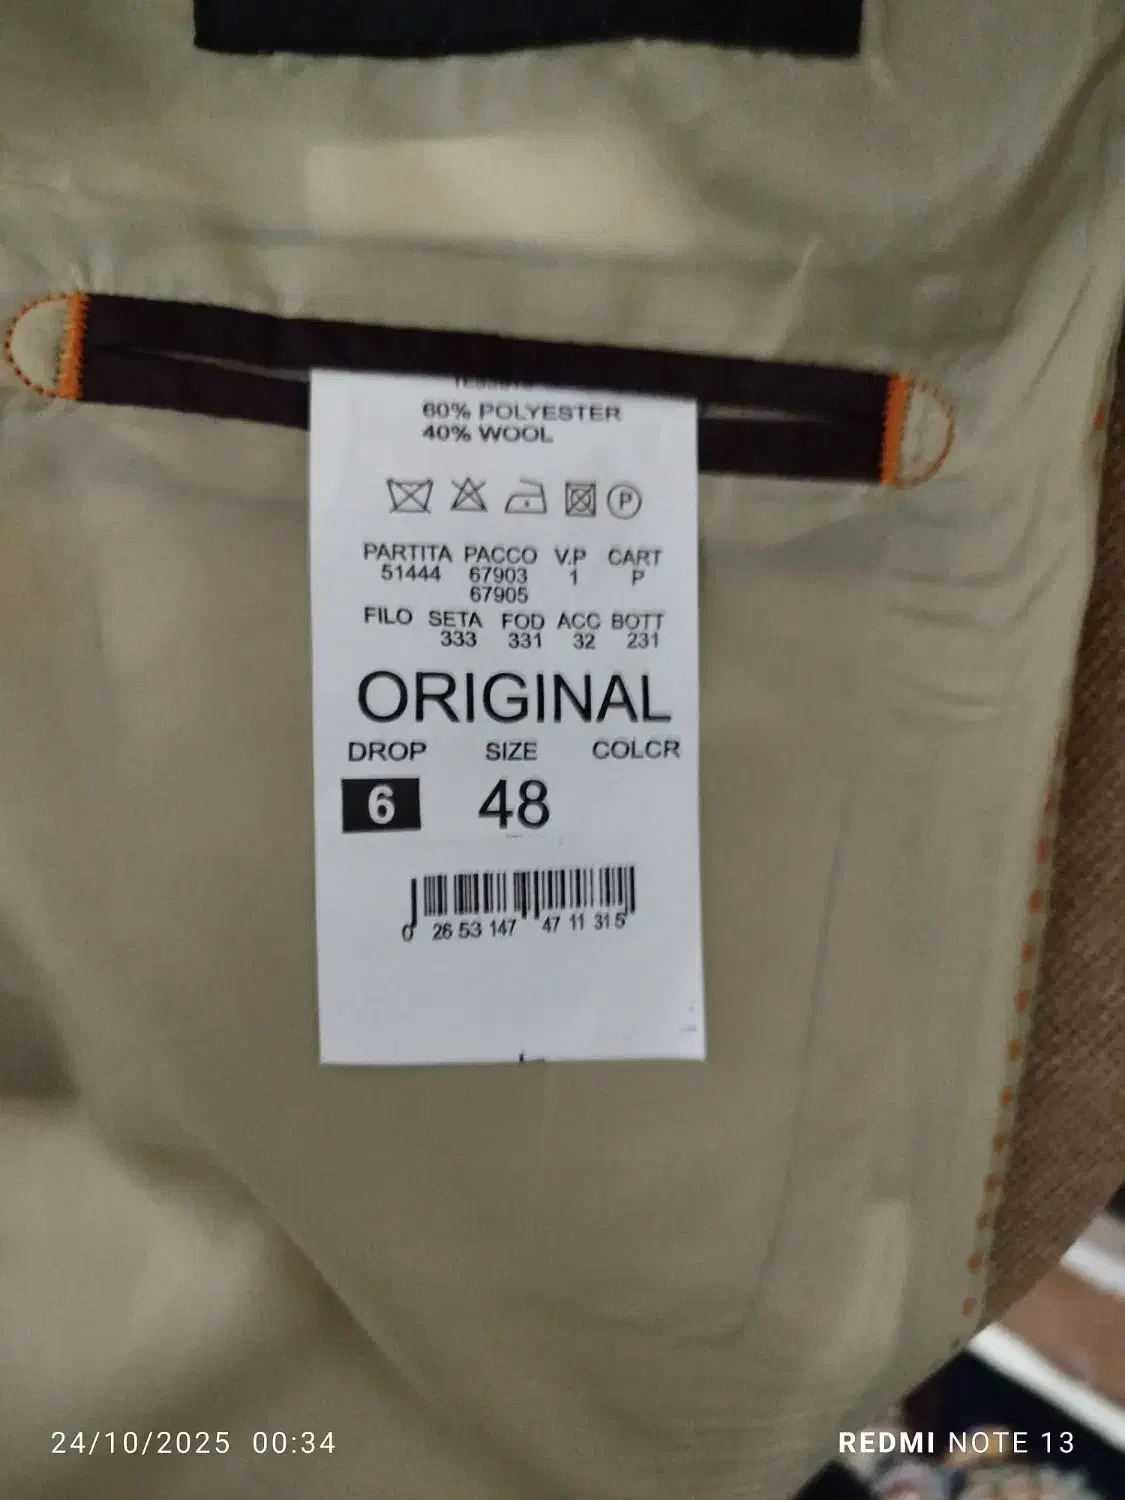 60% POLYESTER
40% WOOL
P
PARTITA PACCO V.P CART
51444 67903 1 P
67905
FILO SETA FOD ACC BOTT
333 331 32 231
ORIGINAL
DROP SIZE COLCR
6 48
0 26 53 147 47 11 31 5
24/10/2025 00:34
REDMI NOTE 13